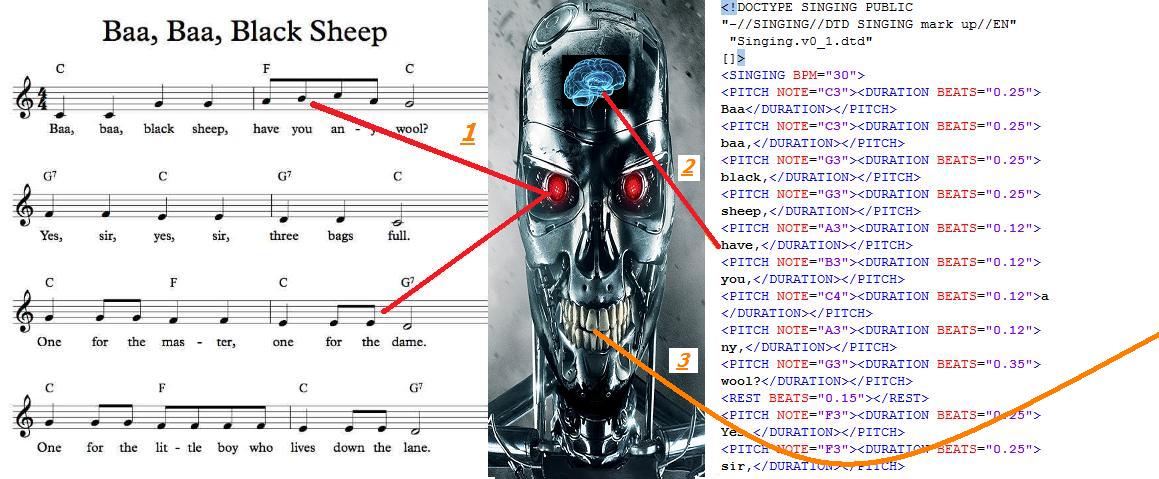 Baa, Baa, Black Sheep
C F C
4
4
Baa, baa, black sheep, have you an - y wool?
G7 C G7 C
Yes, sir, yes, sir, three bags full.
C F C G7
One for the mas - ter, one for the dame.
C F C G7
One for the lit - tle boy who lives down the lane.
1
2
3
<!DOCTYPE SINGING PUBLIC
"-//SINGING//DTD SINGING mark up//EN"
"Singing.v0_1.dtd"
[]>
<SINGING BPM="30">
<PITCH NOTE="C3"><DURATION BEATS="0.25">
Baa</DURATION></PITCH>
<PITCH NOTE="C3"><DURATION BEATS="0.25">
baa,</DURATION></PITCH>
<PITCH NOTE="G3"><DURATION BEATS="0.25">
black,</DURATION></PITCH>
<PITCH NOTE="G3"><DURATION BEATS="0.25">
sheep,</DURATION></PITCH>
<PITCH NOTE="A3"><DURATION BEATS="0.12">
have,</DURATION></PITCH>
<PITCH NOTE="B3"><DURATION BEATS="0.12">
you,</DURATION></PITCH>
<PITCH NOTE="C4"><DURATION BEATS="0.12">a
</DURATION></PITCH>
<PITCH NOTE="A3"><DURATION BEATS="0.12">
ny,</DURATION></PITCH>
<PITCH NOTE="G3"><DURATION BEATS="0.35">
wool?</DURATION></PITCH>
<REST BEATS="0.15"></REST>
<PITCH NOTE="F3"><DURATION BEATS="0.25">
</DURATION></PITCH>
<PITCH NOTE="F3"><DURATION BEATS="0.25">
sir,</DURATION></PITCH>